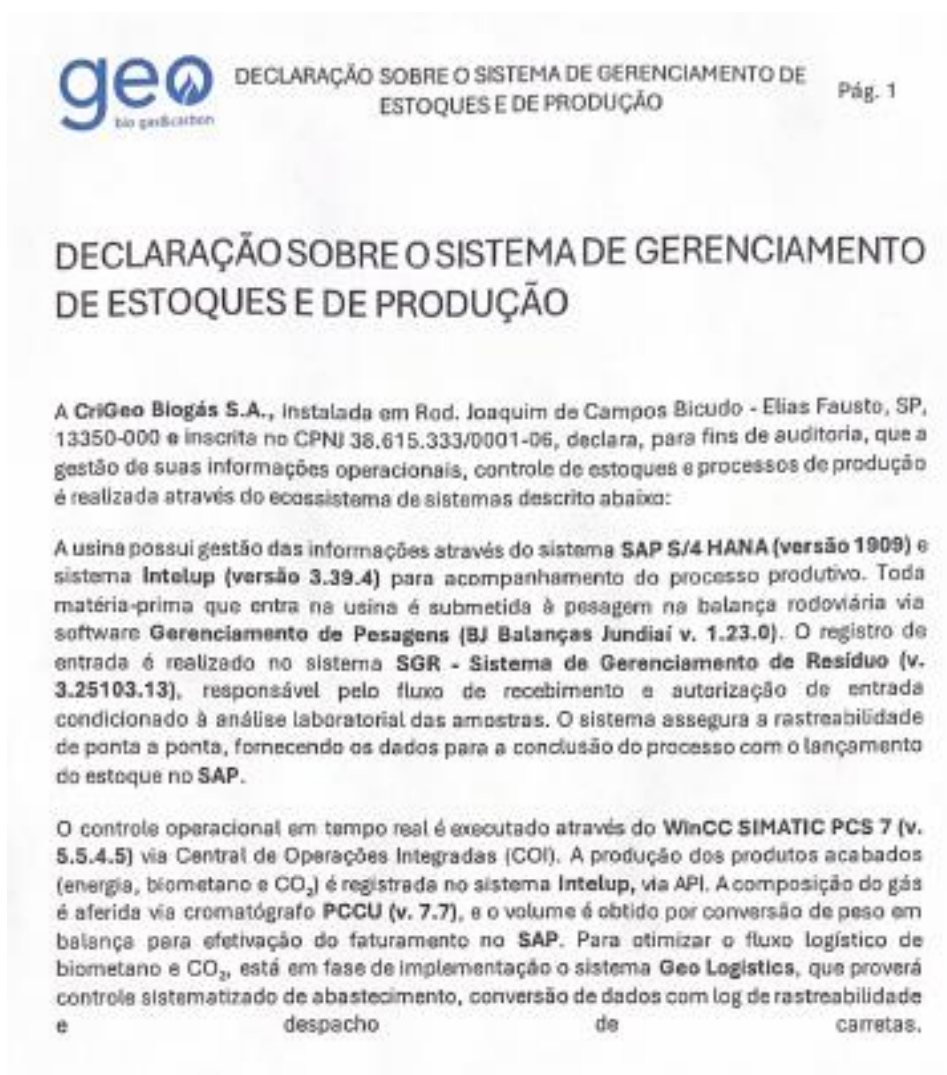 geo
bio gas&carbon
DECLARAÇÃO SOBRE O SISTEMA DE GERENCIAMENTO DE
ESTOQUES E DE PRODUÇÃO
Pág. 1
DECLARAÇÃO SOBRE O SISTEMA DE GERENCIAMENTO
DE ESTOQUES E DE PRODUÇÃO
A CriGeo Biogás S.A., instalada em Rod. Joaquim de Campos Bicudo - Elias Fausto, SP,
13350-000 e inscrita no CPNJ 38.615.333/0001-06, declara, para fins de auditoria, que a
gestão de suas informações operacionais, controle de estoques e processos de produção
é realizada através do ecossistema de sistemas descrito abaixo:
A usina possui gestão das informações através do sistema SAP S/4 HANA (versão 1909) e
sistema Intelup (versão 3.39.4) para acompanhamento do processo produtivo. Toda
matéria-prima que entra na usina é submetida à pesagem na balança rodoviária via
software Gerenciamento de Pesagens (BJ Balanças Jundiaí v. 1.23.0). O registro de
entrada é realizado no sistema SGR - Sistema de Gerenciamento de Resíduo (v.
3.25103.13), responsável pelo fluxo de recebimento e autorização de entrada
condicionado à análise laboratorial das amostras. O sistema assegura a rastreabilidade
de ponta a ponta, fornecendo os dados para a conclusão do processo com o lançamento
do estoque no SAP.
O controle operacional em tempo real é executado através do WinCC SIMATIC PCS 7 (v.
5.5.4.5) via Central de Operações Integradas (COI). A produção dos produtos acabados
(energia, biometano e CO₂) é registrada no sistema Intelup, via API. A composição do gás
é aferida via cromatógrafo PCCU (v. 7.7), e o volume é obtido por conversão de peso em
balança para efetivação do faturamento no SAP. Para otimizar o fluxo logístico de
biometano e CO₂, está em fase de implementação o sistema Geo Logistics, que proverá
controle sistematizado de abastecimento, conversão de dados com log de rastreabilidade
e despacho de carretas.